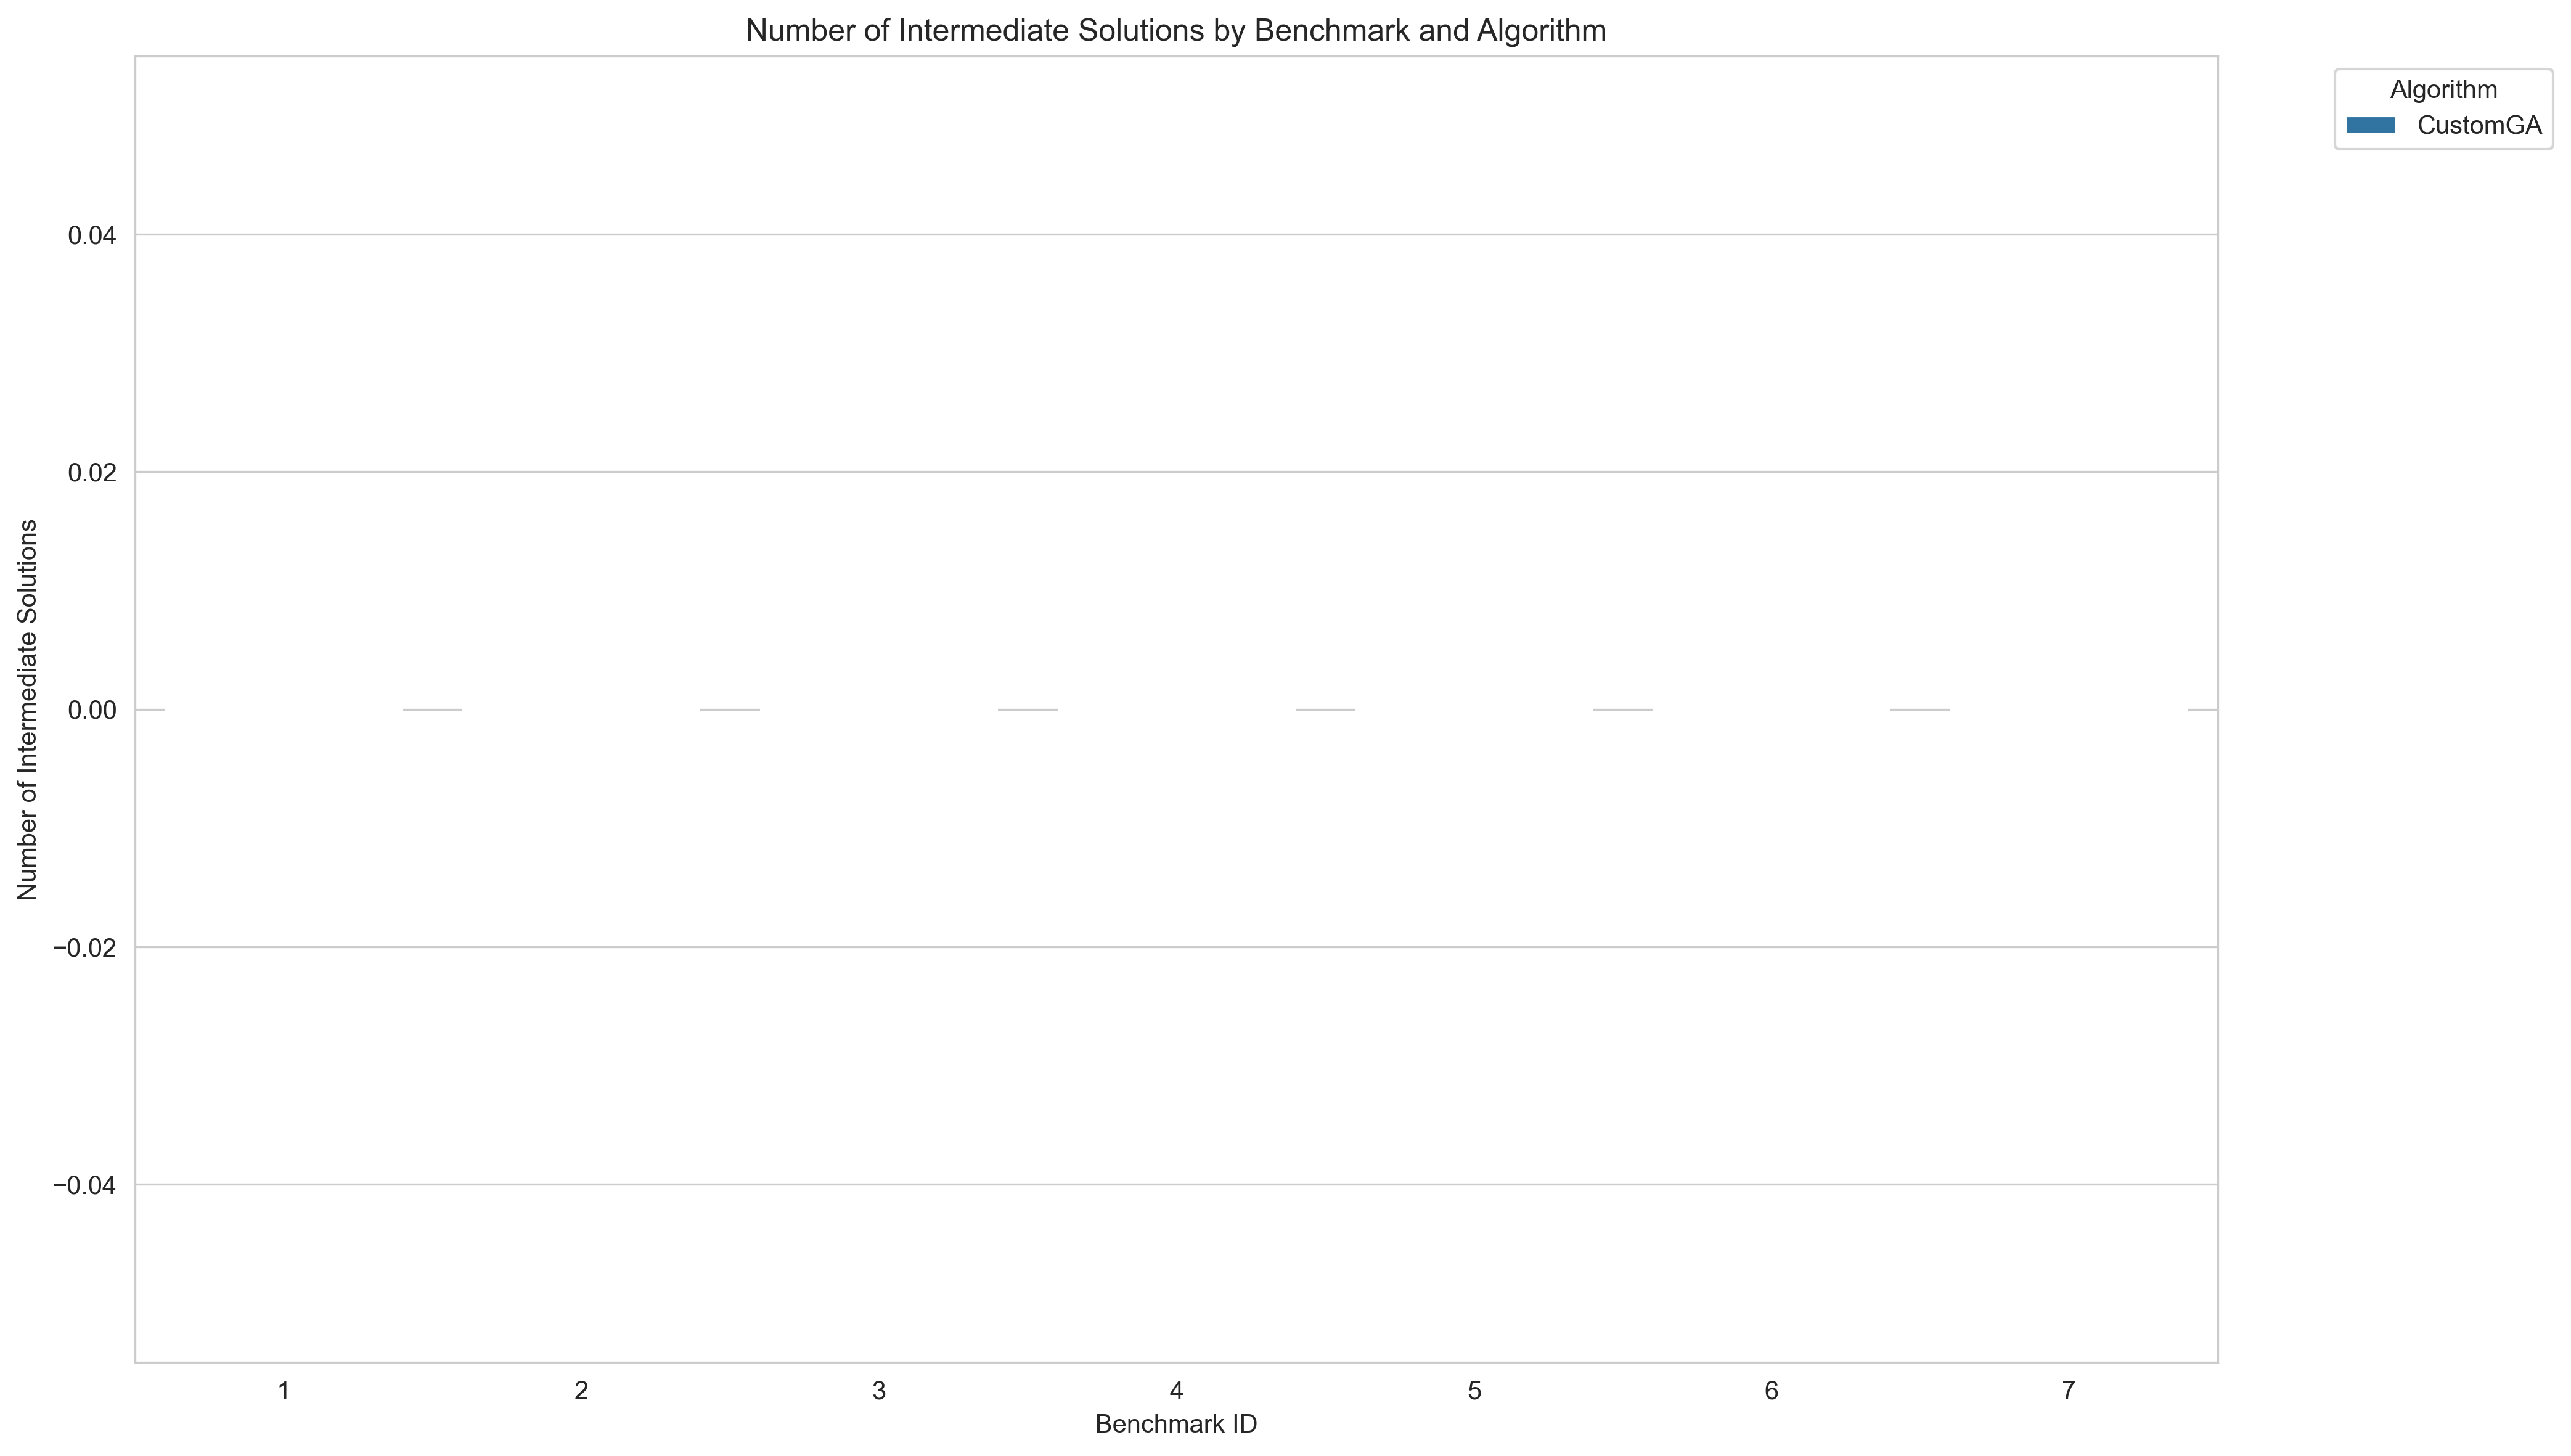 Number of Intermediate Solutions by Benchmark and Algorithm
Algorithm
CustomGA
Number of Intermediate Solutions
0.04
0.02
0.00
−0.02
−0.04
1 2 3 4 5 6 7
Benchmark ID